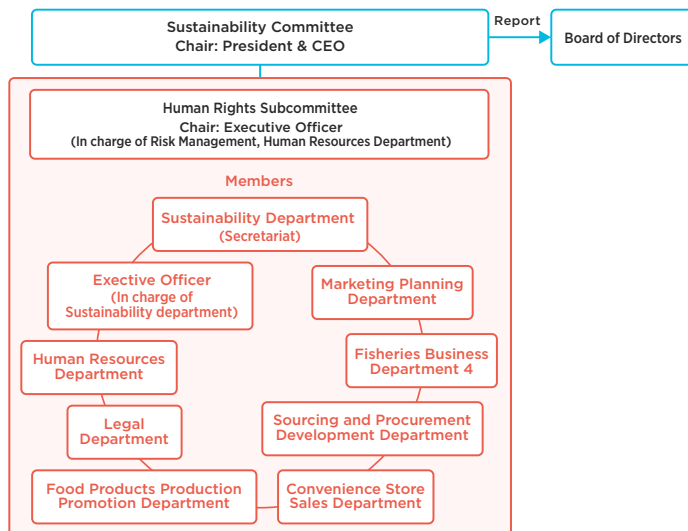 Sustainability Committee
Chair: President & CEO
Report
Board of Directors
Human Rights Subcommittee
Chair: Executive Officer
(In charge of Risk Management, Human Resources Department)
Members
Sustainability Department
(Secretariat)
Exective Officer
(In charge of
Sustainability department)
Marketing Planning
Department
Human Resources
Department
Fisheries Business
Department 4
Legal
Department
Sourcing and Procurement
Development Department
Food Products Production
Promotion Department
Convenience Store
Sales Department